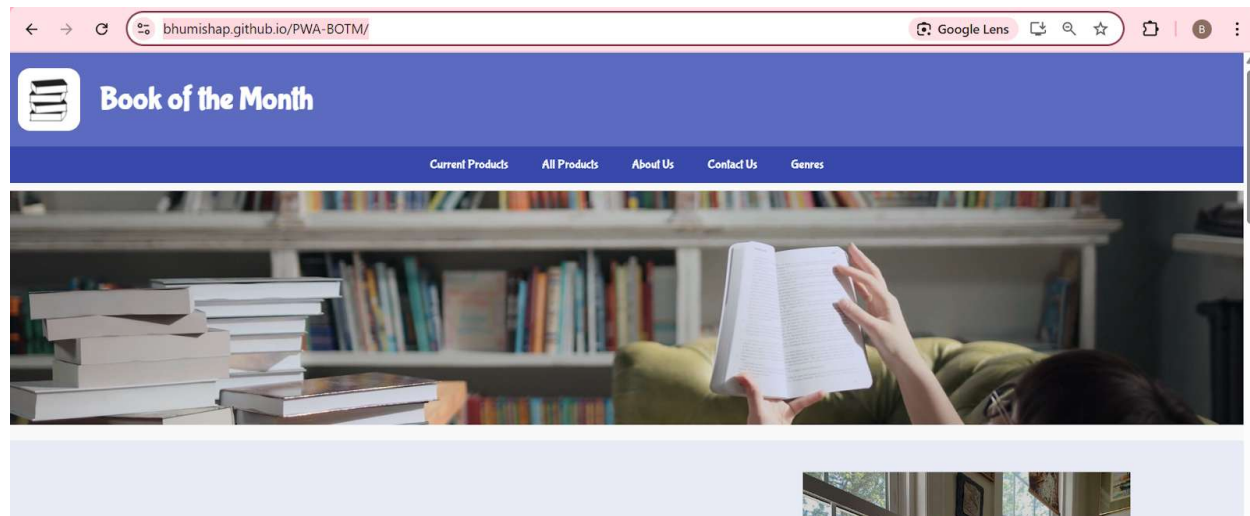 bhumishap.github.io/PWA-BOTM/
Google Lens
B
Book of the Month
Current Products All Products About Us Contact Us Genres